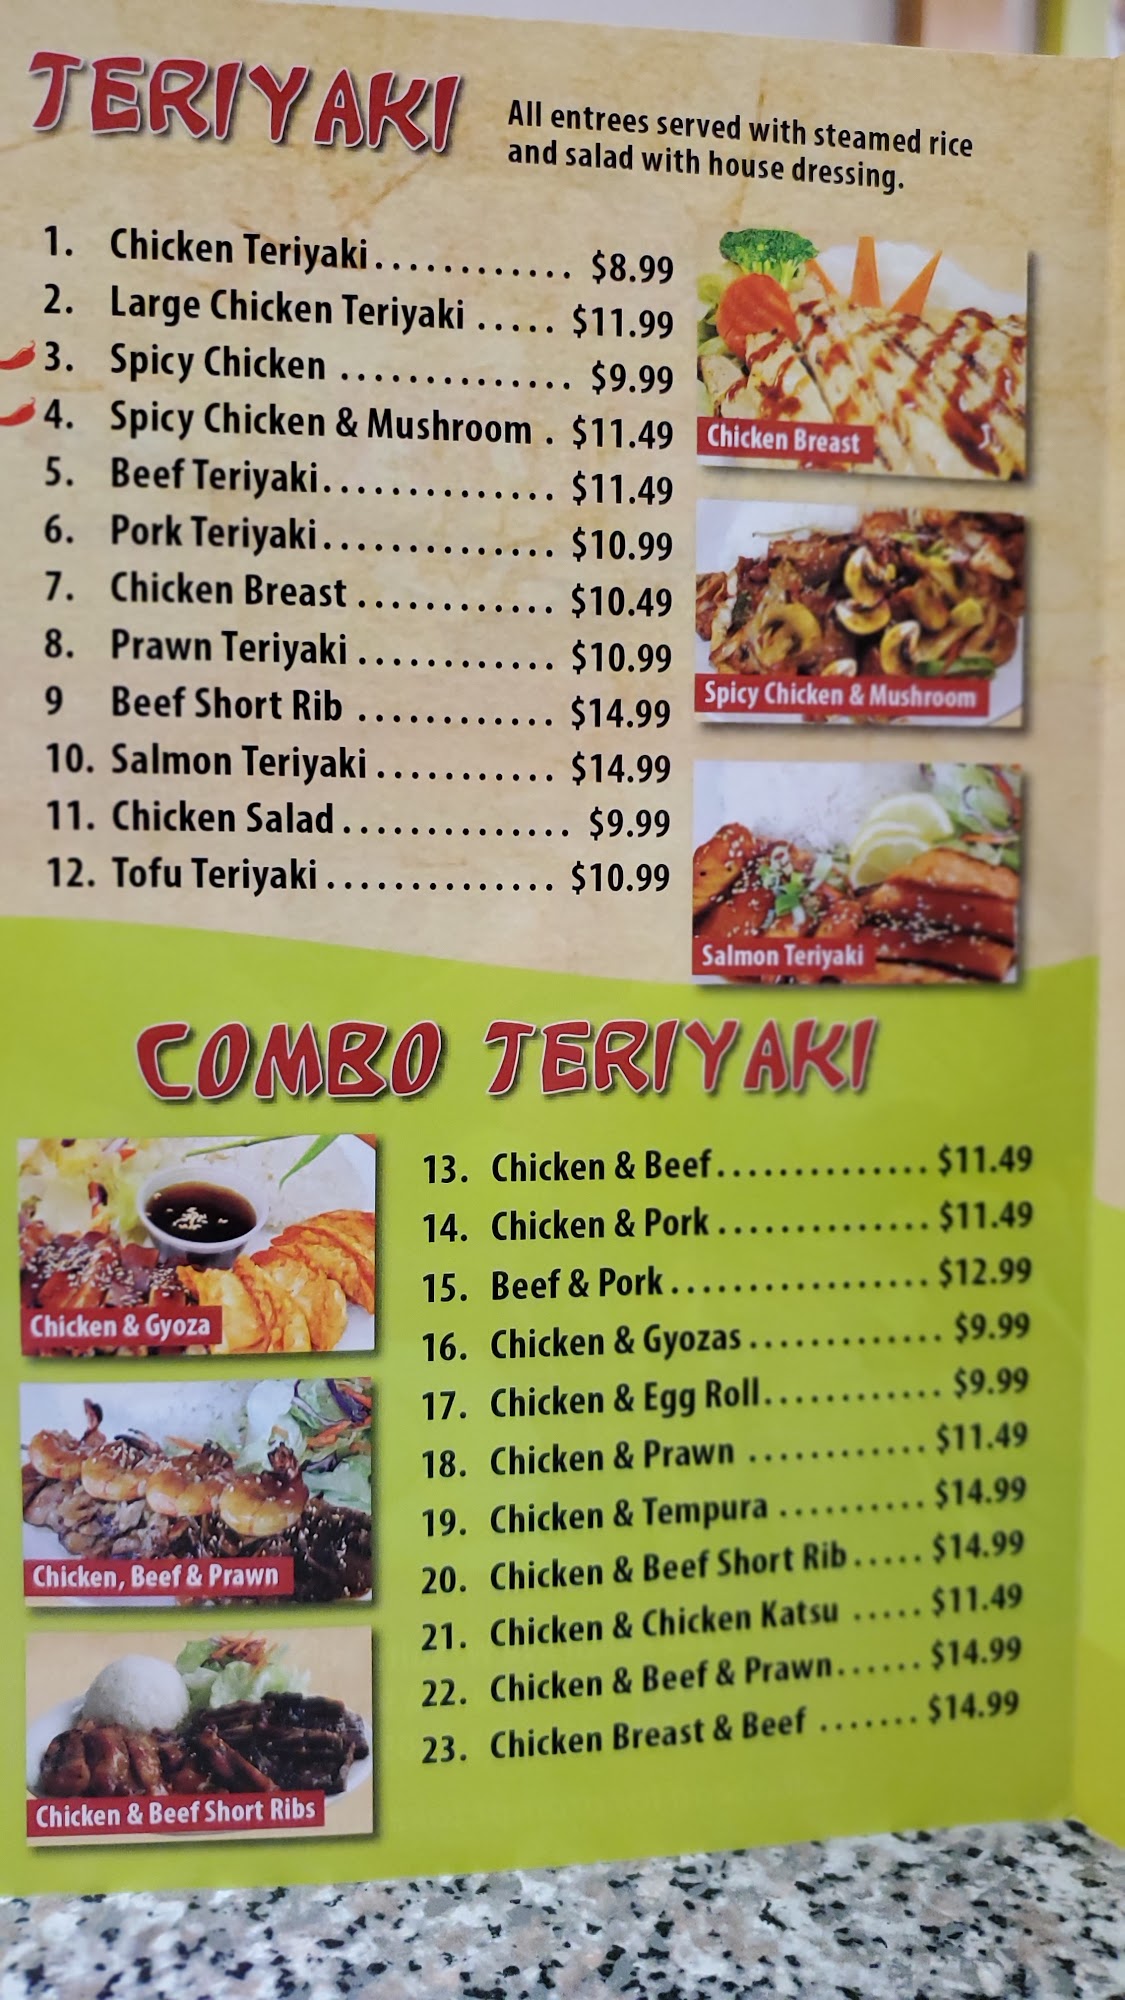 TERIYAKI
All entrees served with steamed rice
and salad with house dressing.
1. Chicken Teriyaki............ $8.99
2. Large Chicken Teriyaki ..... $11.99
3. Spicy Chicken .............. $9.99
4. Spicy Chicken & Mushroom . $11.49
5. Beef Teriyaki.............. $11.49
6. Pork Teriyaki.............. $10.99
7. Chicken Breast ............ $10.49
8. Prawn Teriyaki ............ $10.99
9 Beef Short Rib ............ $14.99
10. Salmon Teriyaki ........... $14.99
11. Chicken Salad .............. $9.99
12. Tofu Teriyaki .............. $10.99
Chicken Breast
Spicy Chicken & Mushroom
Salmon Teriyaki
COMBO TERIYAKI
13. Chicken & Beef.............. $11.49
14. Chicken & Pork ............. $11.49
15. Beef & Pork ................ $12.99
16. Chicken & Gyozas ............ $9.99
17. Chicken & Egg Roll........... $9.99
18. Chicken & Prawn ........... $11.49
19. Chicken & Tempura ......... $14.99
20. Chicken & Beef Short Rib ..... $14.99
21. Chicken & Chicken Katsu ..... $11.49
22. Chicken & Beef & Prawn...... $14.99
23. Chicken Breast & Beef ....... $14.99
Chicken & Gyoza
Chicken, Beef & Prawn
Chicken & Beef Short Ribs